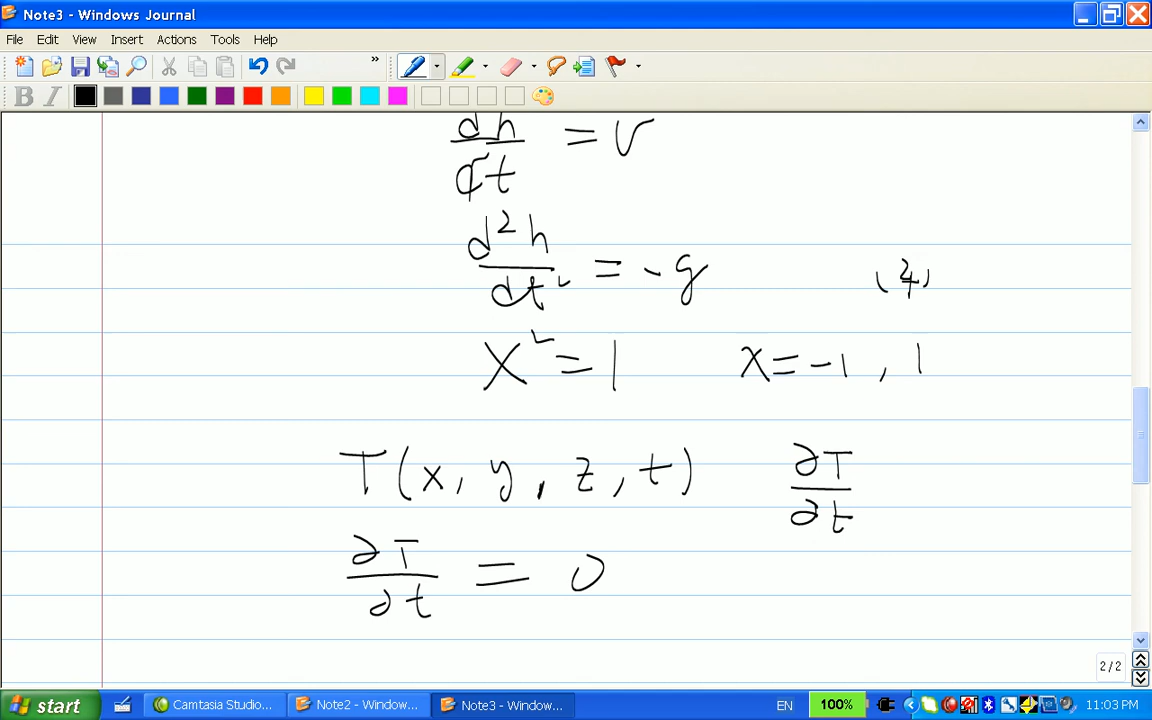 Note3 - Windows Journal
File Edit View Insert Actions Tools Help
»
B I
dh/dt = v
d²h/dt² = -g (4)
x² = 1 x = -1, 1
T(x, y, z, t) ∂T/∂t
∂T/∂t = 0
2/2
start Camtasia Studio... Note2 - Window... Note3 - Window... EN 100% 11:03 PM